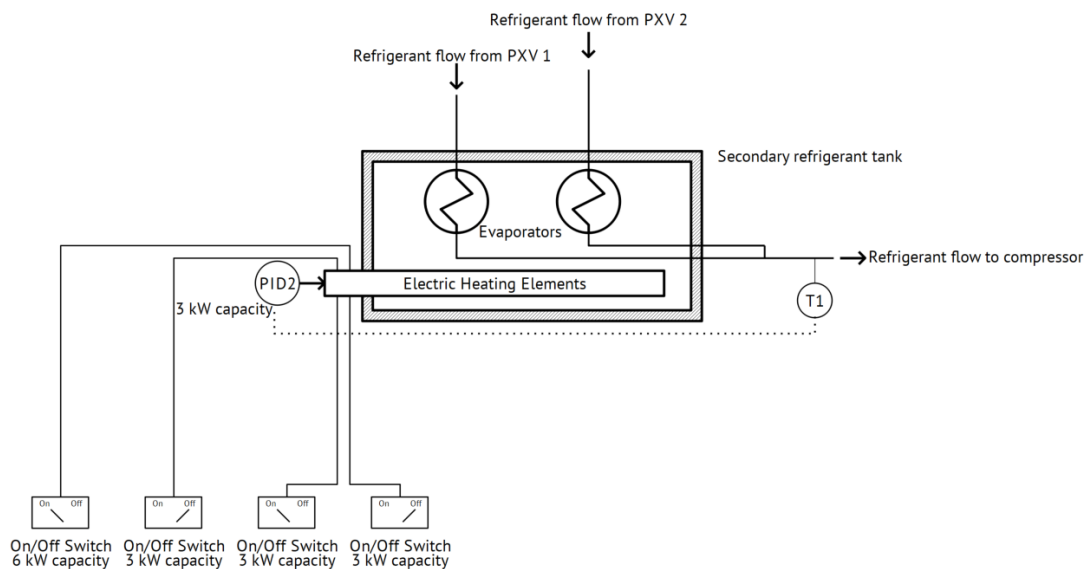 Refrigerant flow from PXV 2
Refrigerant flow from PXV 1
Secondary refrigerant tank
Evaporators
Refrigerant flow to compressor
PID2
Electric Heating Elements
T1
3 kW capacity
On Off
On Off
On Off
On Off
On/Off Switch
6 kW capacity
On/Off Switch
3 kW capacity
On/Off Switch
3 kW capacity
On/Off Switch
3 kW capacity